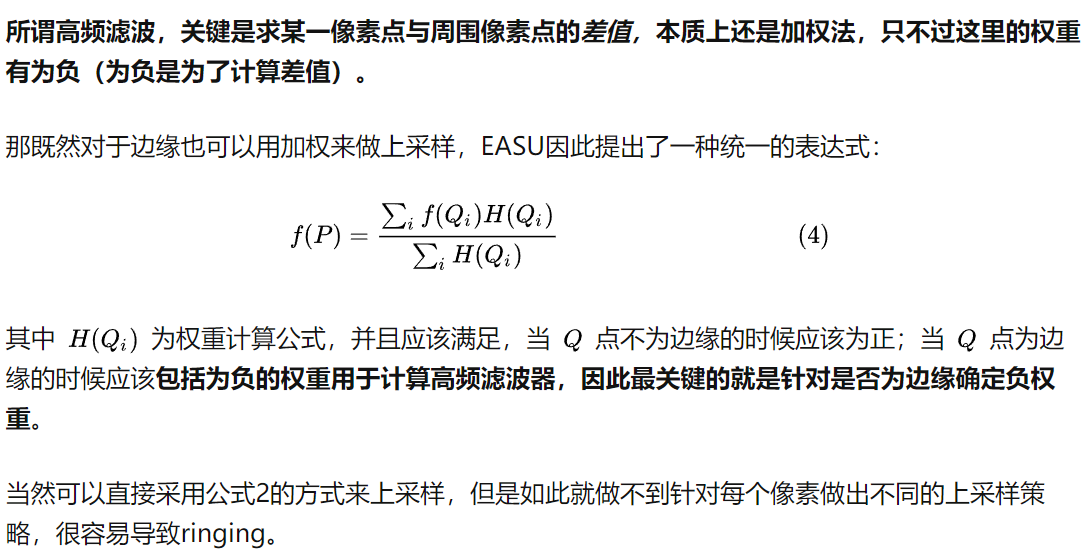 所谓高频滤波，关键是求某一像素点与周围像素点的差值，本质上还是加权法，只不过这里的权重
有为负（为负是为了计算差值）。
那既然对于边缘也可以用加权来做上采样，EASU因此提出了一种统一的表达式：
f(P) = \frac{\sum_i f(Q_i)H(Q_i)}{\sum_i H(Q_i)} (4)
其中 H(Q_i) 为权重计算公式，并且应该满足，当 Q 点不为边缘的时候应该为正；当 Q 点为边
缘的时候应该包括为负的权重用于计算高频滤波器，因此最关键的就是针对是否为边缘确定负权
重。
当然可以直接采用公式2的方式来上采样，但是如此就做不到针对每个像素做出不同的上采样策
略，很容易导致ringing。